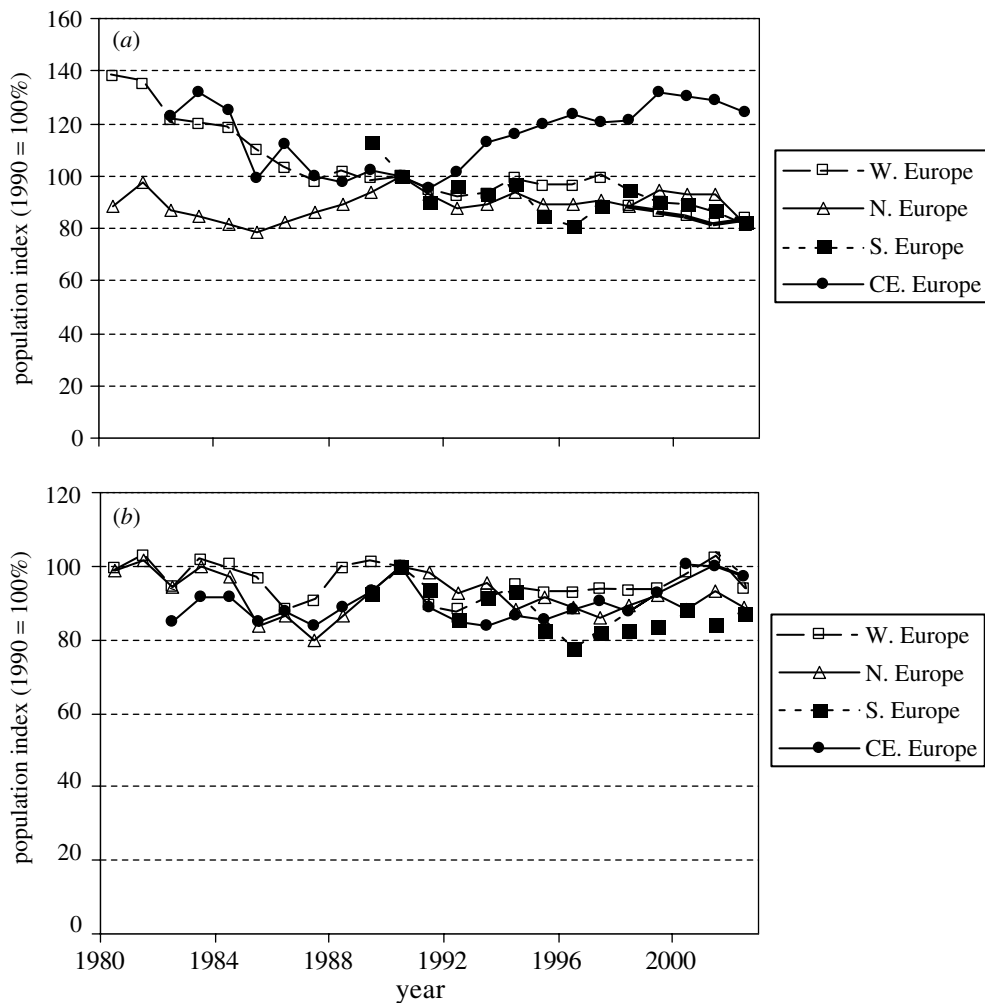 160
(a)
140
120
100
80
60
40
20
0
population index (1990 = 100%)
W. Europe
N. Europe
S. Europe
CE. Europe
120
(b)
100
80
60
40
20
0
population index (1990 = 100%)
W. Europe
N. Europe
S. Europe
CE. Europe
1980 1984 1988 1992 1996 2000
year